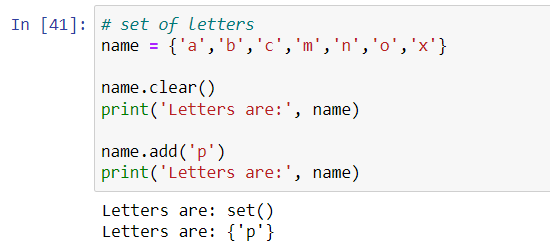 In [41]: # set of letters
name = {'a','b','c','m','n','o','x'}
name.clear()
print('Letters are:', name)
name.add('p')
print('Letters are:', name)
Letters are: set()
Letters are: {'p'}